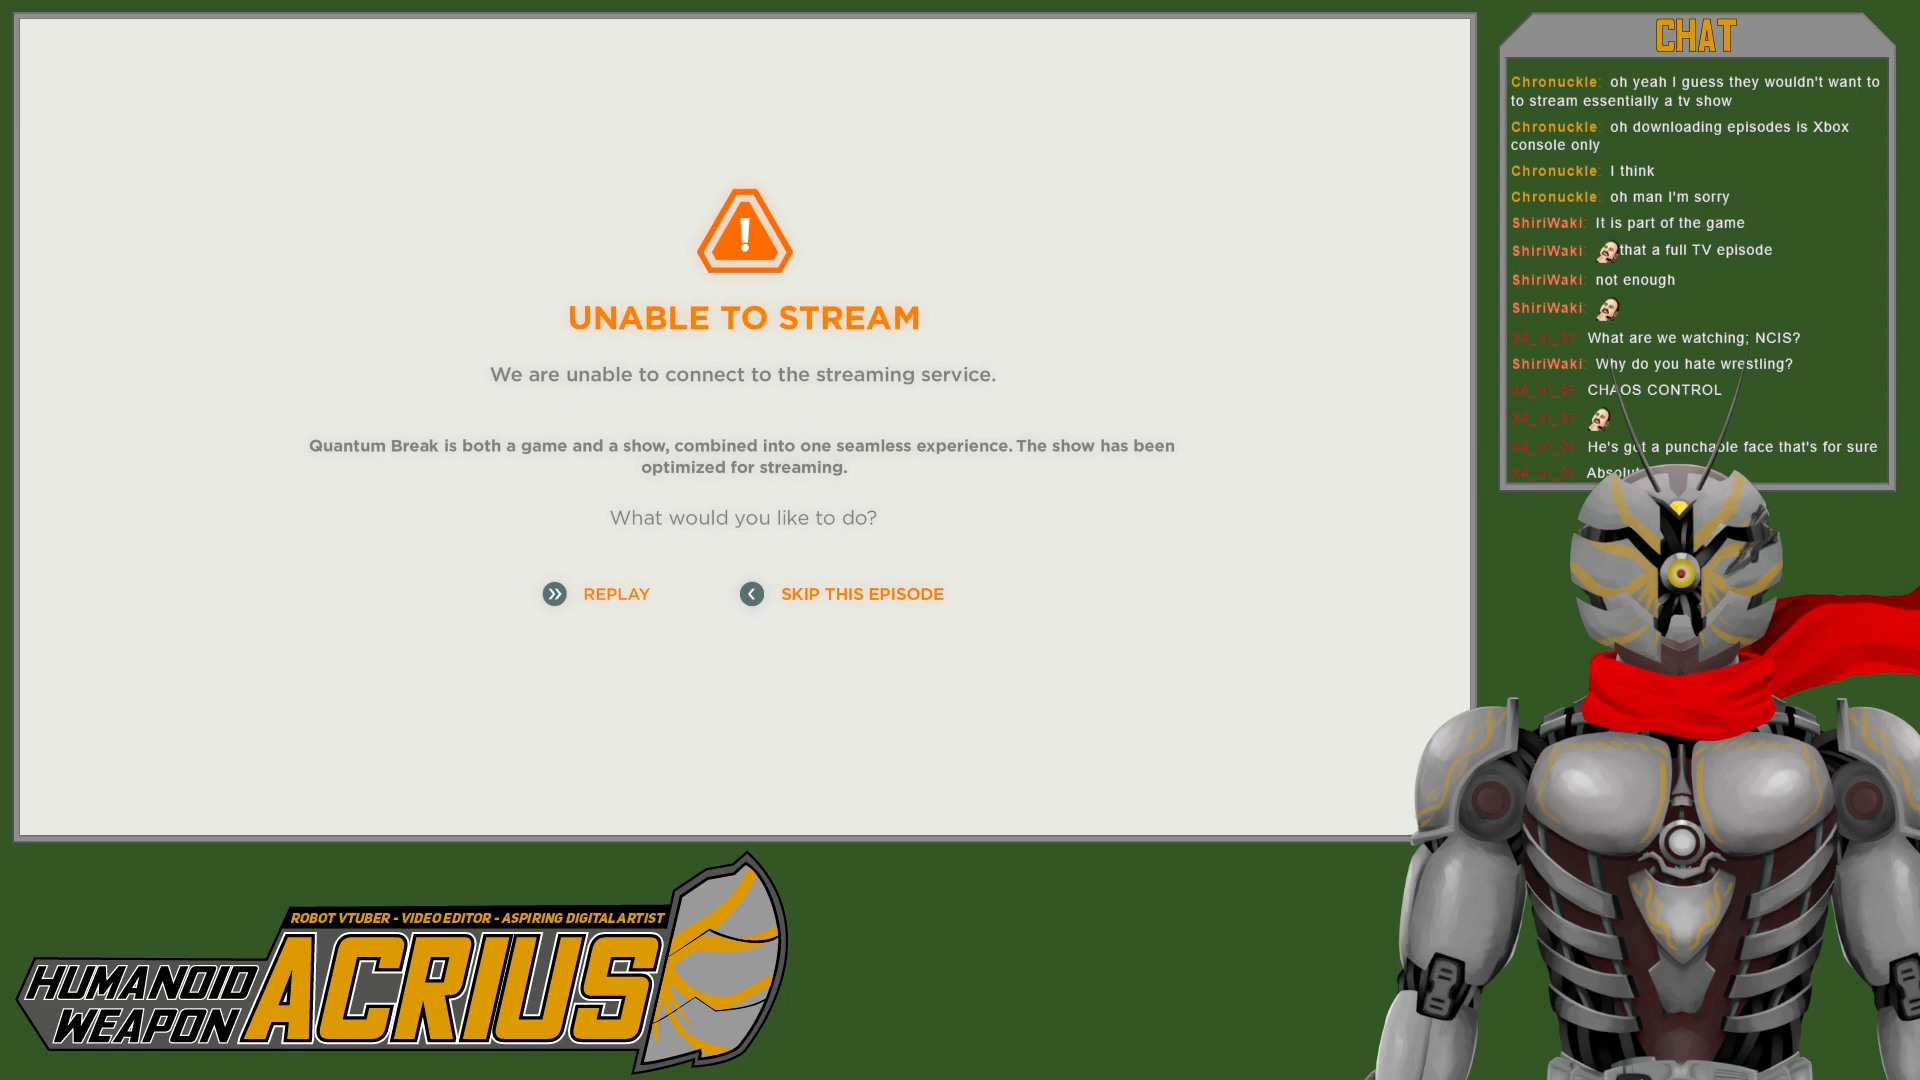 CHAT
Chronuckle: oh yeah I guess they wouldn't want to
to stream essentially a tv show
Chronuckle: oh downloading episodes is Xbox
console only
Chronuckle: I think
Chronuckle: oh man I'm sorry
ShiriWaki: It is part of the game
ShiriWaki: that a full TV episode
ShiriWaki: not enough
ShiriWaki:
What are we watching; NCIS?
ShiriWaki: Why do you hate wrestling?
CHAOS CONTROL
He's got a punchable face that's for sure
!
UNABLE TO STREAM
We are unable to connect to the streaming service.
Quantum Break is both a game and a show, combined into one seamless experience. The show has been
optimized for streaming.
What would you like to do?
REPLAY
SKIP THIS EPISODE
ROBOT VTUBER - VIDEO EDITOR - ASPIRING DIGITAL ARTIST
HUMANOID
WEAPON
ACRIUS